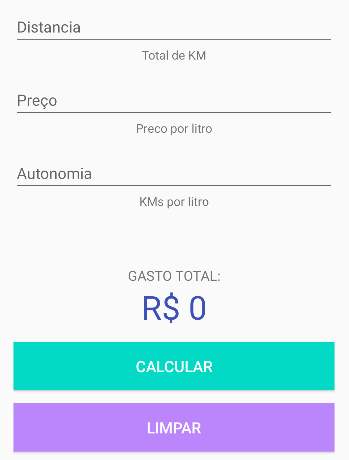 Distancia
Total de KM
Preço
Preco por litro
Autonomia
KMs por litro
GASTO TOTAL:
R$ 0
CALCULAR
LIMPAR